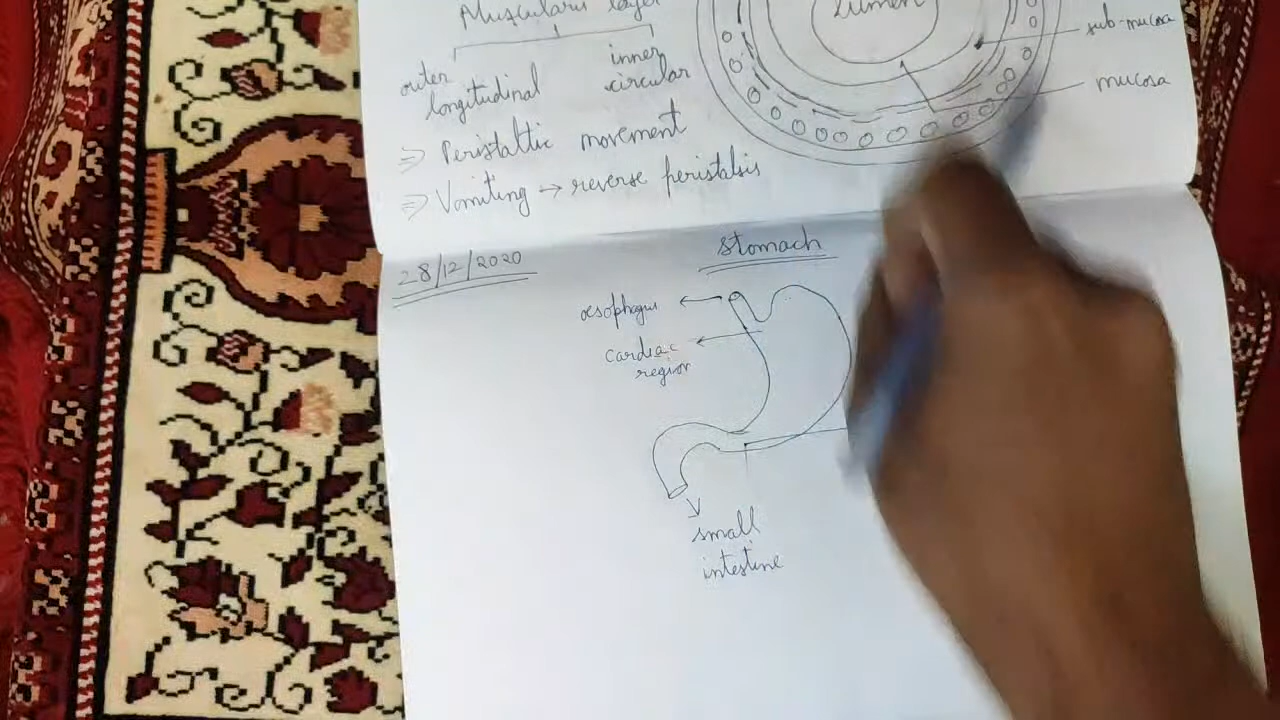 Muscularis layer
outer
longitudinal
inner
circular
⇒ Peristaltic movement
⇒ Vomiting → reverse peristalsis
Lumen
sub-mucosa
mucosa
28/12/2020
Stomach
oesophagus
cardiac
region
small
intestine